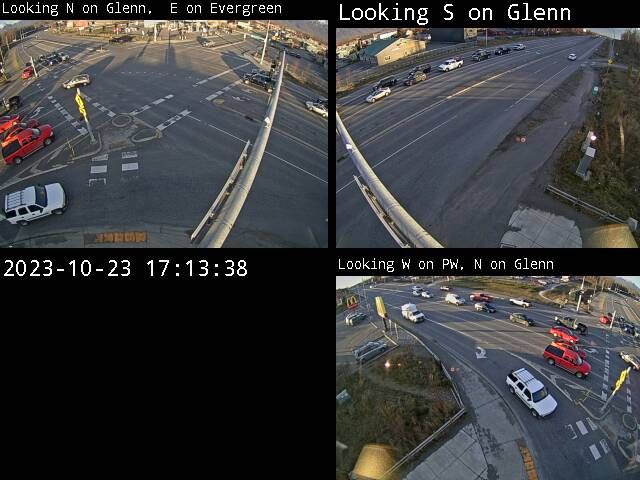 Looking N on Glenn, E on Evergreen
Looking S on Glenn
2023-10-23 17:13:38
Looking W on PW, N on Glenn